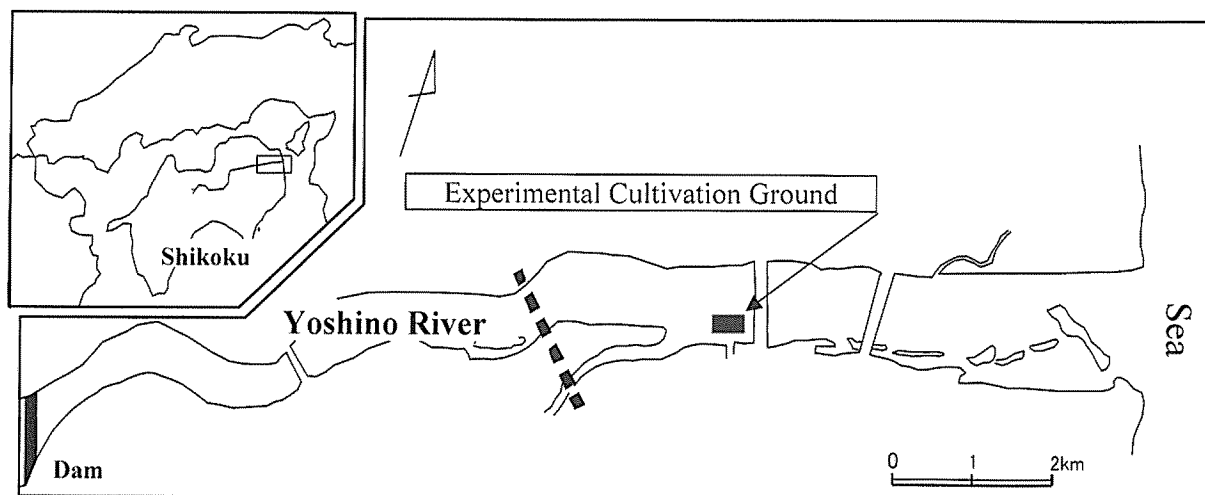 Experimental Cultivation Ground
Shikoku
Yoshino River
Sea
Dam
0 1 2km